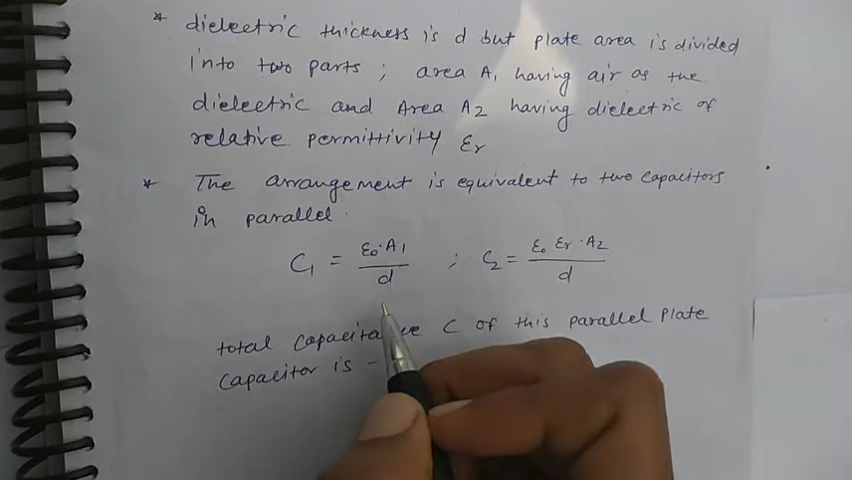 * dielectric thickness is d but plate area is divided
into two parts ; area A₁ having air as the
dielectric and Area A₂ having dielectric of
relative permittivity εr
* The arrangement is equivalent to two capacitors
in parallel.
C₁ = ε₀·A₁/d ; C₂ = ε₀ εr·A₂/d
total capacitance C of this parallel plate
capacitor is -